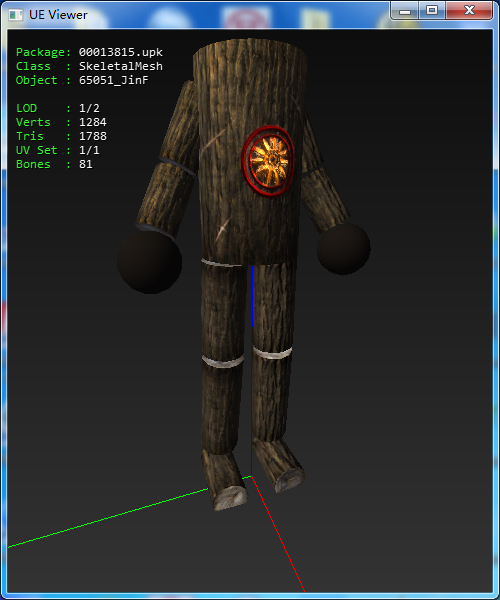 UE Viewer
Package: 00013815.upk
Class : SkeletalMesh
Object : 65051_JinF
LOD : 1/2
Verts : 1284
Tris : 1788
UV Set : 1/1
Bones : 81